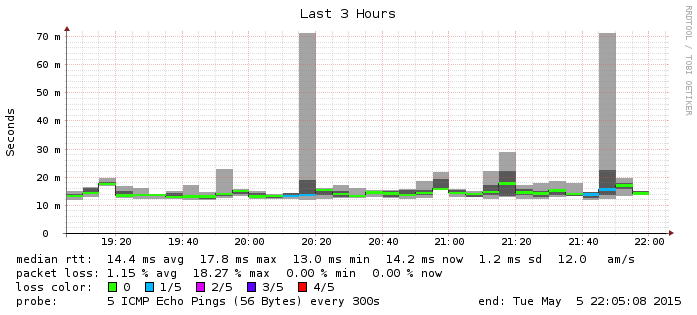 Last 3 Hours
RRDTOOL / TOBI OETIKER
Seconds
70 m
60 m
50 m
40 m
30 m
20 m
10 m
0
19:20 19:40 20:00 20:20 20:40 21:00 21:20 21:40 22:00
median rtt: 14.4 ms avg 17.8 ms max 13.0 ms min 14.2 ms now 1.2 ms sd 12.0 am/s
packet loss: 1.15 % avg 18.27 % max 0.00 % min 0.00 % now
loss color: 0 1/5 2/5 3/5 4/5
probe: 5 ICMP Echo Pings (56 Bytes) every 300s end: Tue May 5 22:05:08 2015